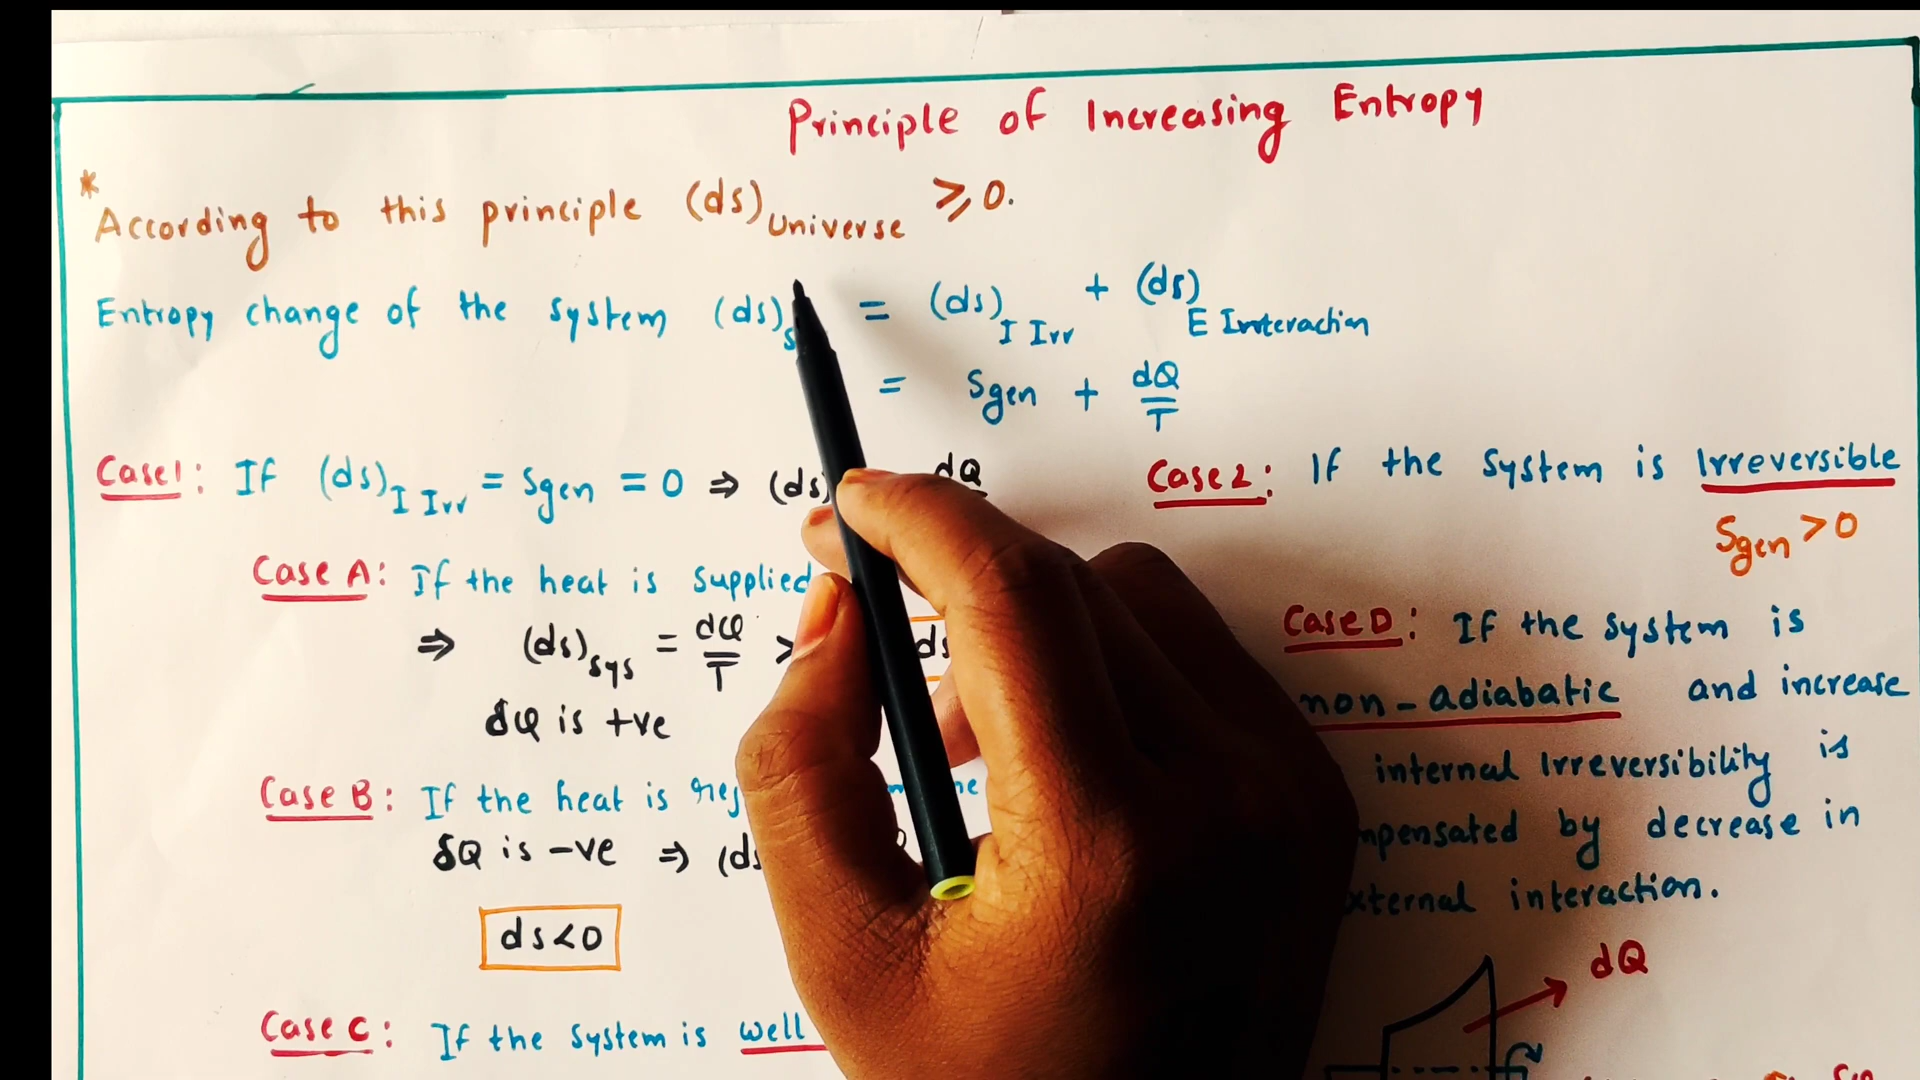 Principle of Increasing Entropy
* According to this principle (ds)Universe ≥ 0.
Entropy change of the system (ds)s = (ds)I Irr + (ds)E Interaction
= Sgen + dQ/T
Case1: If (ds)I Irr = Sgen = 0 ⇒ (ds) dQ
Case A: If the heat is supplied
⇒ (ds)sys = dQ/T > ds
δQ is +ve
Case B: If the heat is
δQ is -ve ⇒ (ds
ds<0
Case C: If the system is well
Case2: If the system is Irreversible
Sgen >0
Case D: If the system is
non-adiabatic and increase
internal irreversibility is
mpensated by decrease in
xternal interaction.
dQ